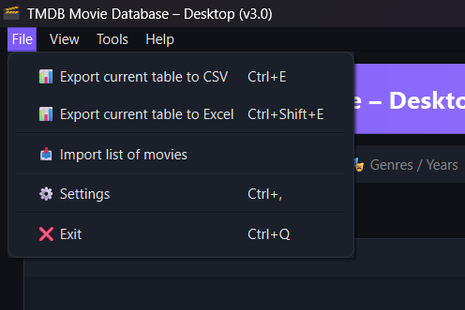 TMDB Movie Database – Desktop (v3.0)
File View Tools Help
Export current table to CSV Ctrl+E
e – Deskto
Export current table to Excel Ctrl+Shift+E
Import list of movies
Genres / Years
Settings Ctrl+,
Exit Ctrl+Q